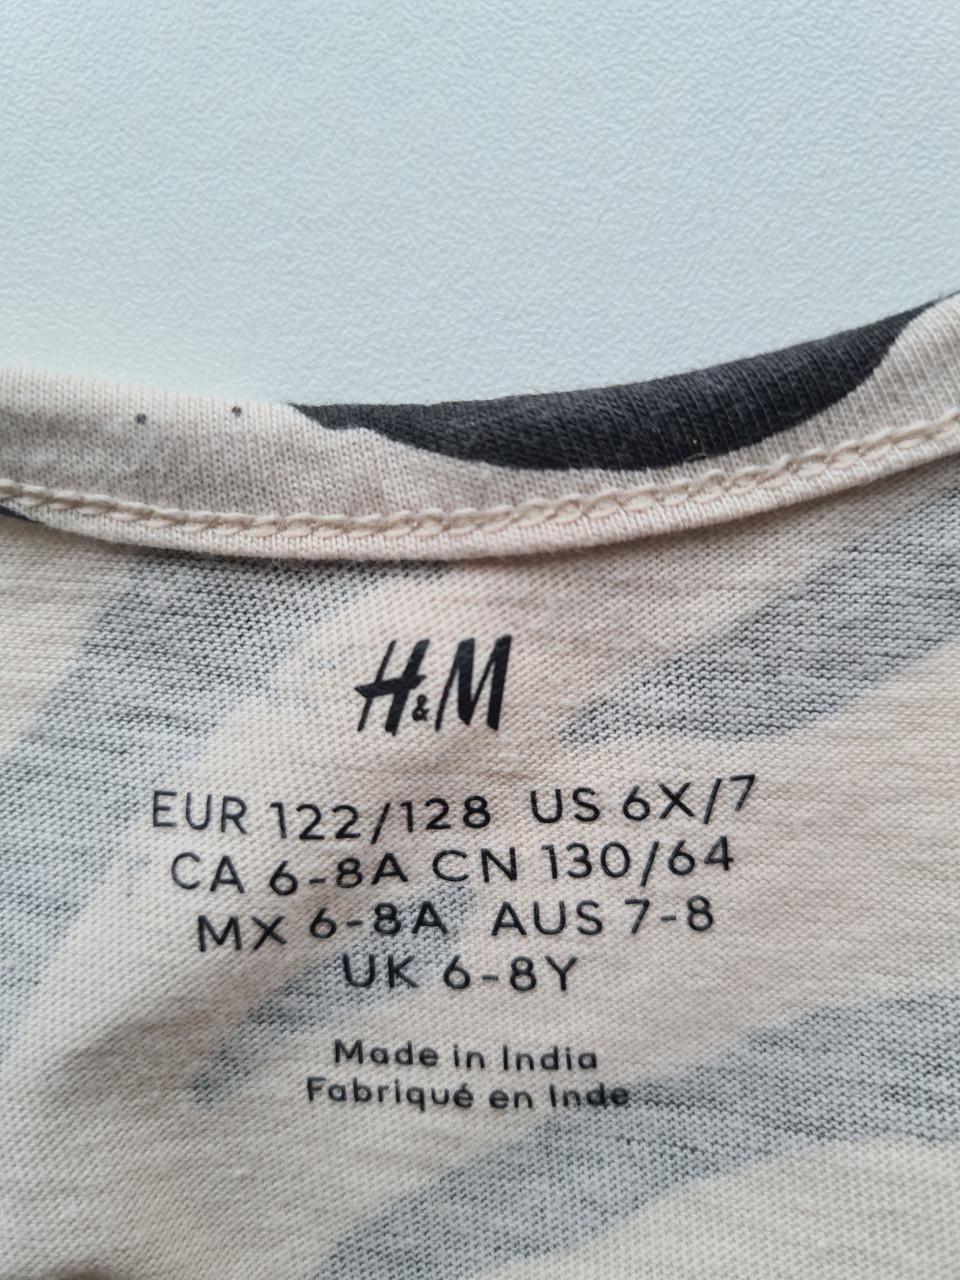 H&M
EUR 122/128 US 6X/7
CA 6-8A CN 130/64
MX 6-8A AUS 7-8
UK 6-8Y
Made in India
Fabriqué en Inde